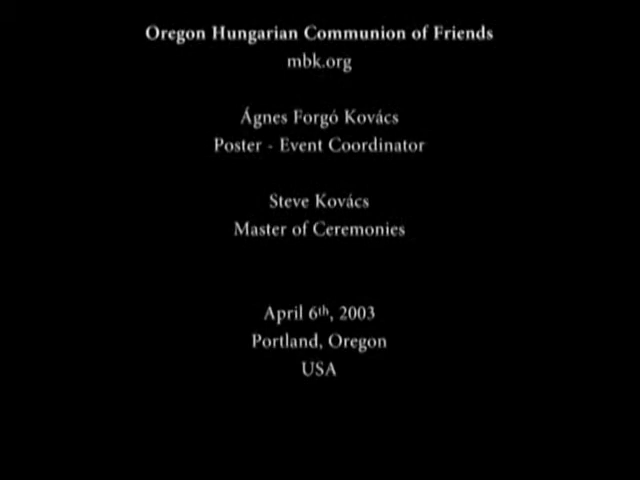 Oregon Hungarian Communion of Friends
mbk.org
Ágnes Forgó Kovács
Poster - Event Coordinator
Steve Kovács
Master of Ceremonies
April 6th, 2003
Portland, Oregon
USA